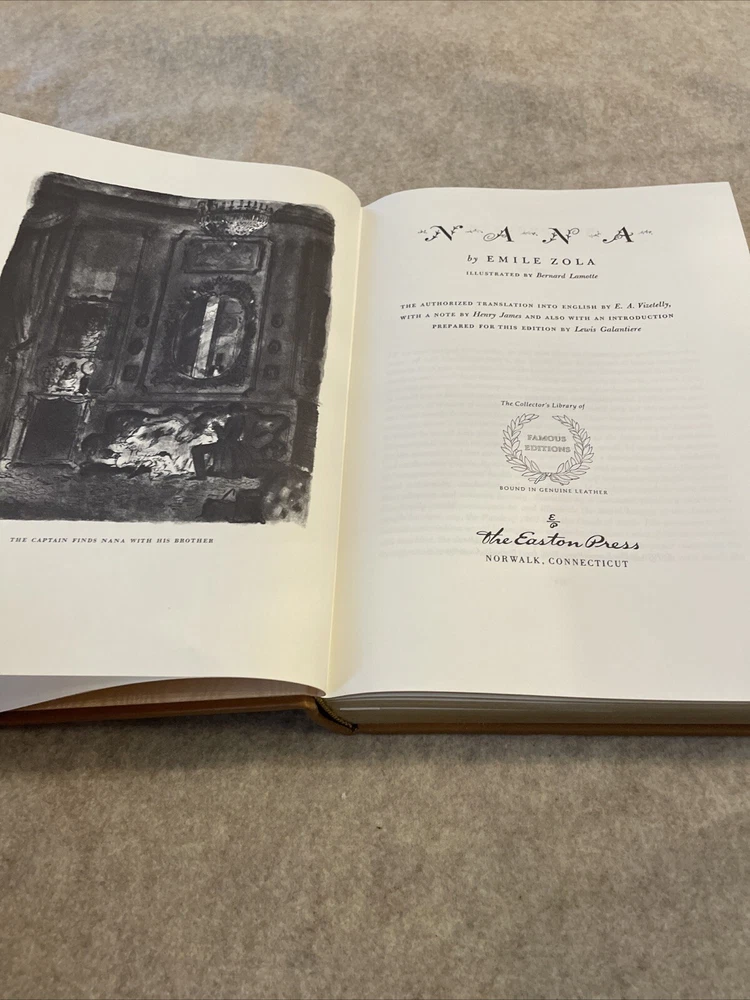 THE CAPTAIN FINDS NANA WITH HIS BROTHER
NANA
by EMILE ZOLA
ILLUSTRATED BY Bernard Lamotte
THE AUTHORIZED TRANSLATION INTO ENGLISH BY E. A. Vizetelly,
WITH A NOTE BY Henry James AND ALSO WITH AN INTRODUCTION
PREPARED FOR THIS EDITION BY Lewis Galantiere
The Collector's Library of
FAMOUS
EDITIONS
BOUND IN GENUINE LEATHER
E/P
The Easton Press
NORWALK, CONNECTICUT